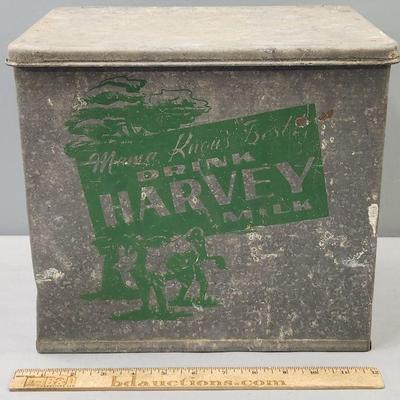 Mama Knows Best
DRINK
HARVEY
MILK
bdauctions.com